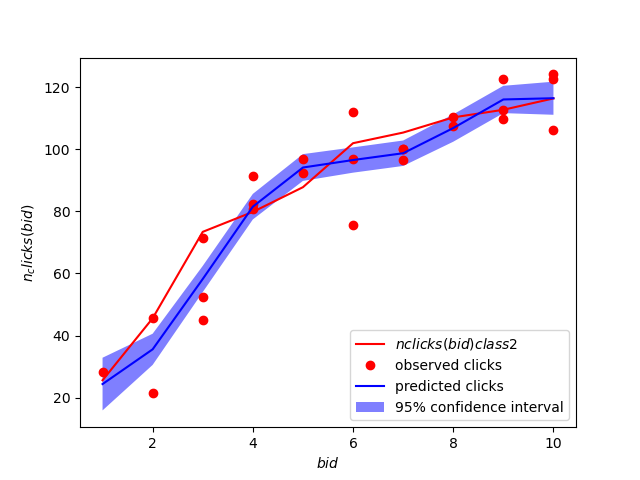 120
100
80
60
40
20
n_clicks(bid)
nclicks(bid)class2
observed clicks
predicted clicks
95% confidence interval
2
4
6
8
10
bid